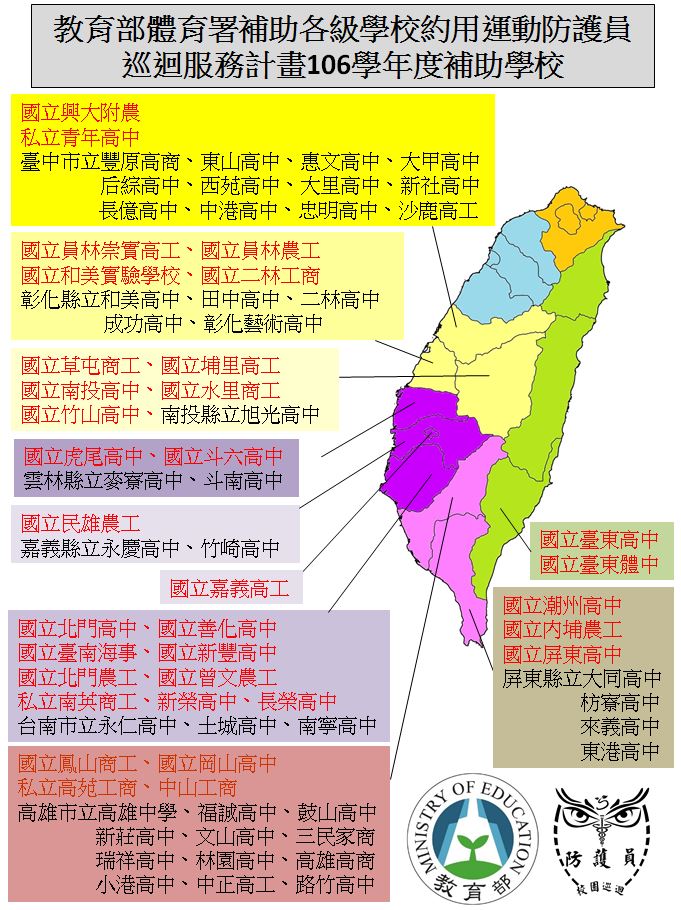 教育部體育署補助各級學校約用運動防護員
巡迴服務計畫106學年度補助學校
國立興大附農
私立青年高中
臺中市立豐原高商、東山高中、惠文高中、大甲高中
后綜高中、西苑高中、大里高中、新社高中
長億高中、中港高中、忠明高中、沙鹿高工
國立員林崇實高工、國立員林農工
國立和美實驗學校、國立二林工商
彰化縣立和美高中、田中高中、二林高中
成功高中、彰化藝術高中
國立草屯商工、國立埔里高工
國立南投高中、國立水里商工
國立竹山高中、南投縣立旭光高中
國立虎尾高中、國立斗六高中
雲林縣立麥寮高中、斗南高中
國立民雄農工
嘉義縣立永慶高中、竹崎高中
國立嘉義高工
國立臺東高中
國立臺東體中
國立潮州高中
國立內埔農工
國立屏東高中
屏東縣立大同高中
枋寮高中
來義高中
東港高中
國立北門高中、國立善化高中
國立臺南海事、國立新豐高中
國立北門農工、國立曾文農工
私立南英商工、新榮高中、長榮高中
台南市立永仁高中、土城高中、南寧高中
國立鳳山商工、國立岡山高中
私立高苑工商、中山工商
高雄市立高雄中學、福誠高中、鼓山高中
新莊高中、文山高中、三民家商
瑞祥高中、林園高中、高雄高商
小港高中、中正高工、路竹高中
MINISTRY OF EDUCATION
教育部
防護員
校園巡迴